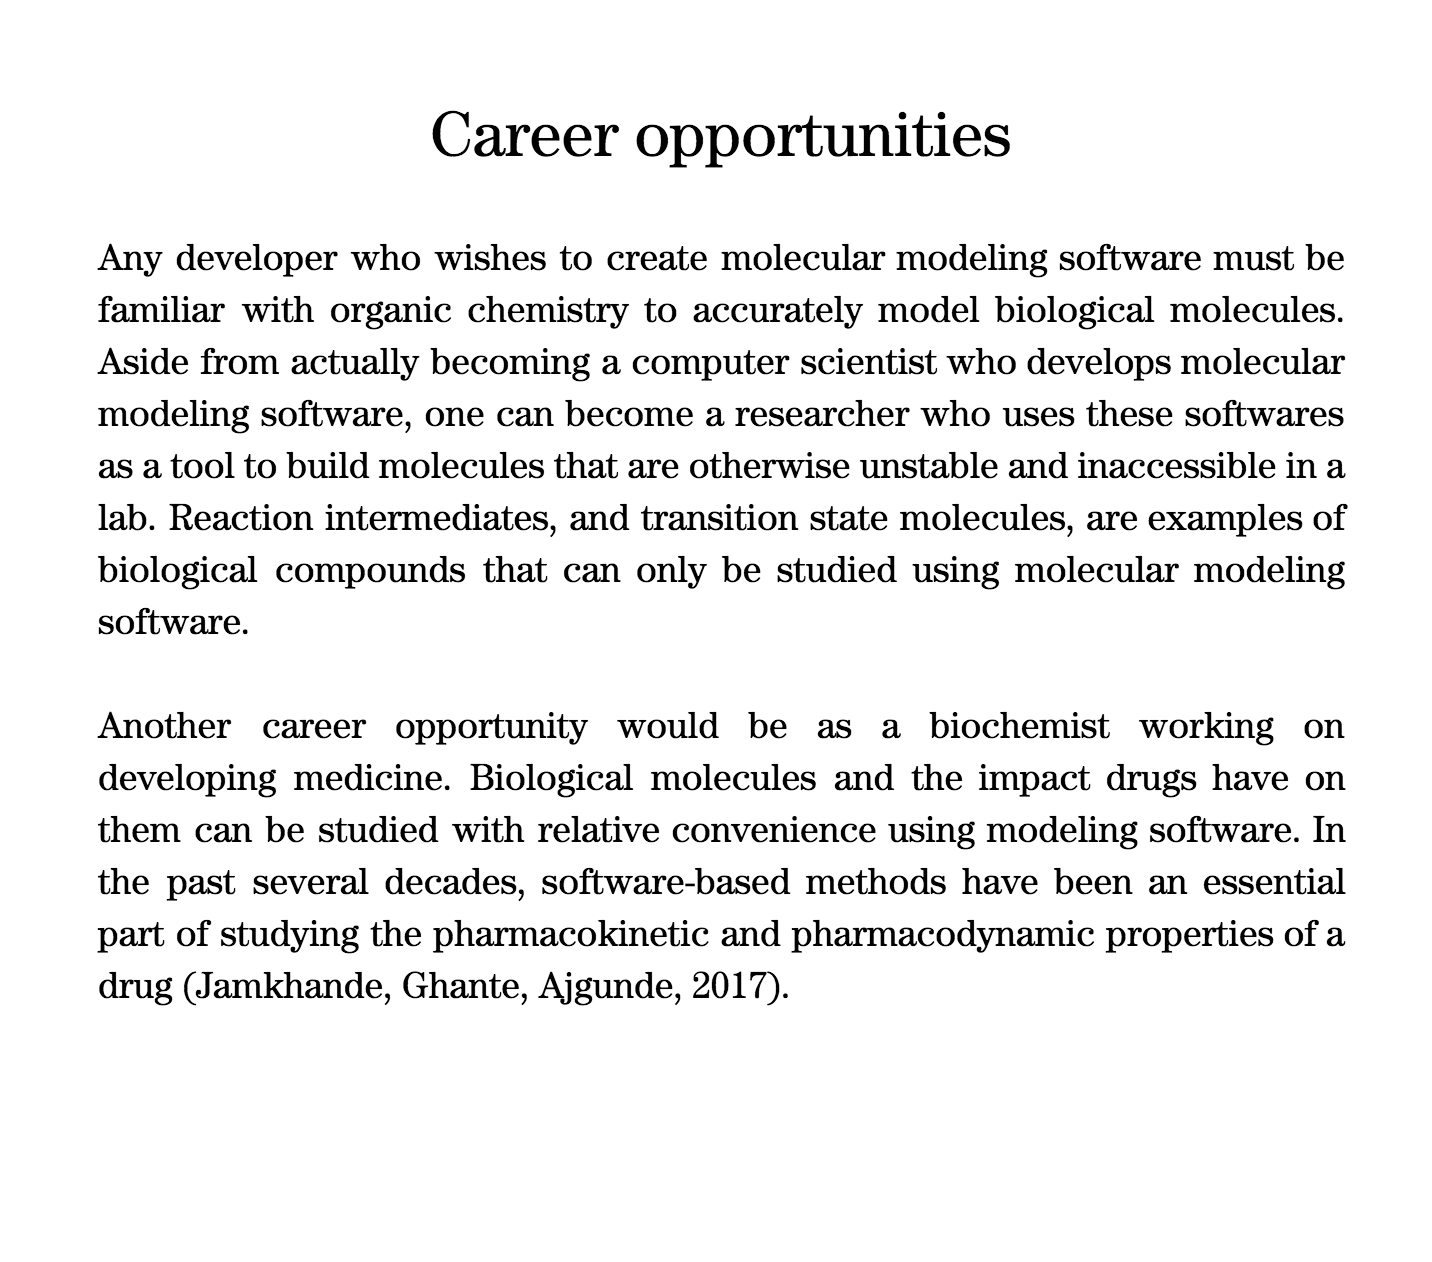 Career opportunities
Any developer who wishes to create molecular modeling software must be
familiar with organic chemistry to accurately model biological molecules.
Aside from actually becoming a computer scientist who develops molecular
modeling software, one can become a researcher who uses these softwares
as a tool to build molecules that are otherwise unstable and inaccessible in a
lab. Reaction intermediates, and transition state molecules, are examples of
biological compounds that can only be studied using molecular modeling
software.
Another career opportunity would be as a biochemist working on
developing medicine. Biological molecules and the impact drugs have on
them can be studied with relative convenience using modeling software. In
the past several decades, software-based methods have been an essential
part of studying the pharmacokinetic and pharmacodynamic properties of a
drug (Jamkhande, Ghante, Ajgunde, 2017).